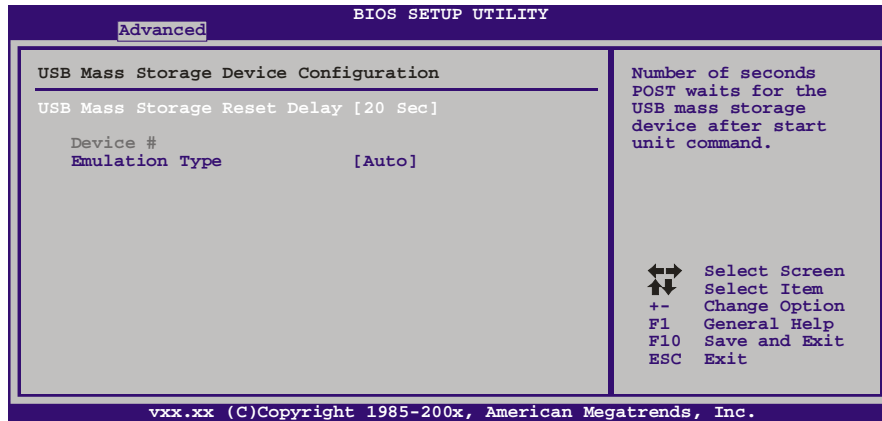 BIOS SETUP UTILITY
Advanced
USB Mass Storage Device Configuration
USB Mass Storage Reset Delay [20 Sec]
Device #
Emulation Type [Auto]
Number of seconds
POST waits for the
USB mass storage
device after start
unit command.
Select Screen
Select Item
+- Change Option
F1 General Help
F10 Save and Exit
ESC Exit
vxx.xx (C)Copyright 1985-200x, American Megatrends, Inc.